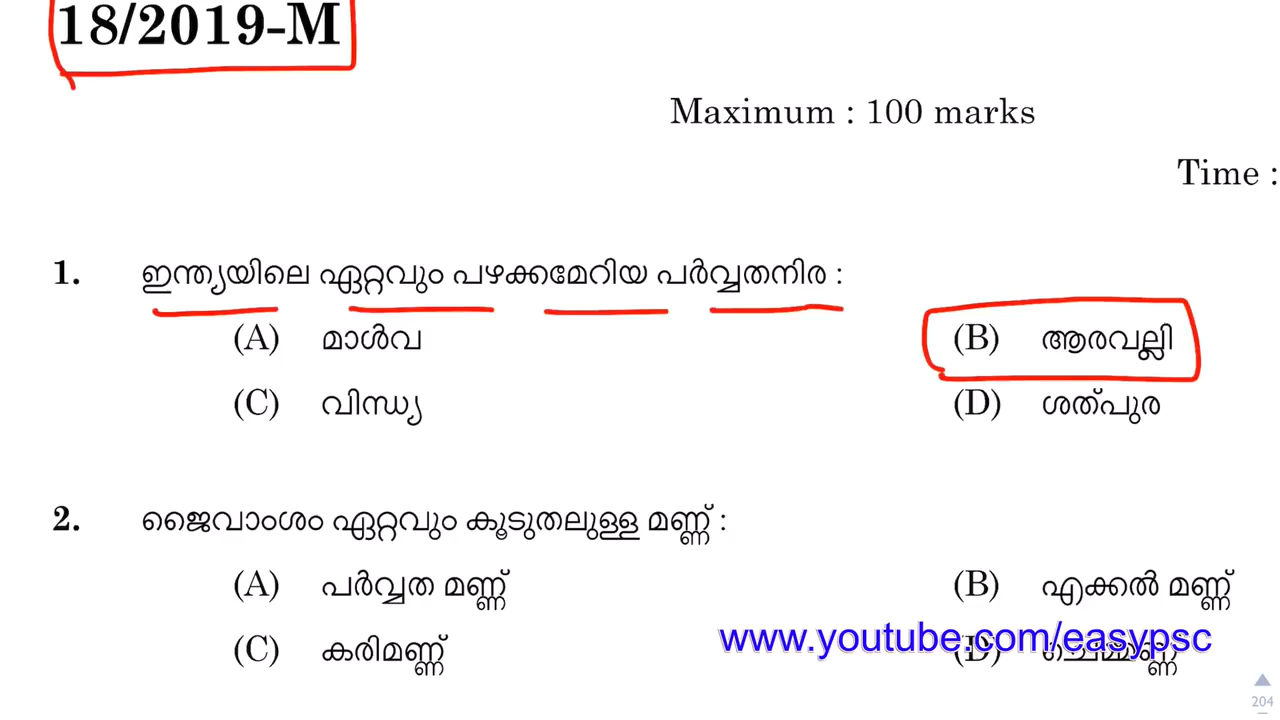 18/2019-M
Maximum : 100 marks
Time :
1. ഇന്ത്യയിലെ ഏറ്റവും പഴക്കമേറിയ പർവ്വതനിര :
(A) മാൾവ (B) ആരവല്ലി
(C) വിന്ധ്യ (D) ശത്പുര
2. ജൈവാംശം ഏറ്റവും കൂടുതലുള്ള മണ്ണ് :
(A) പർവ്വത മണ്ണ് (B) എക്കൽ മണ്ണ്
(C) കരിമണ്ണ് (D)
www.youtube.com/easypsc
204